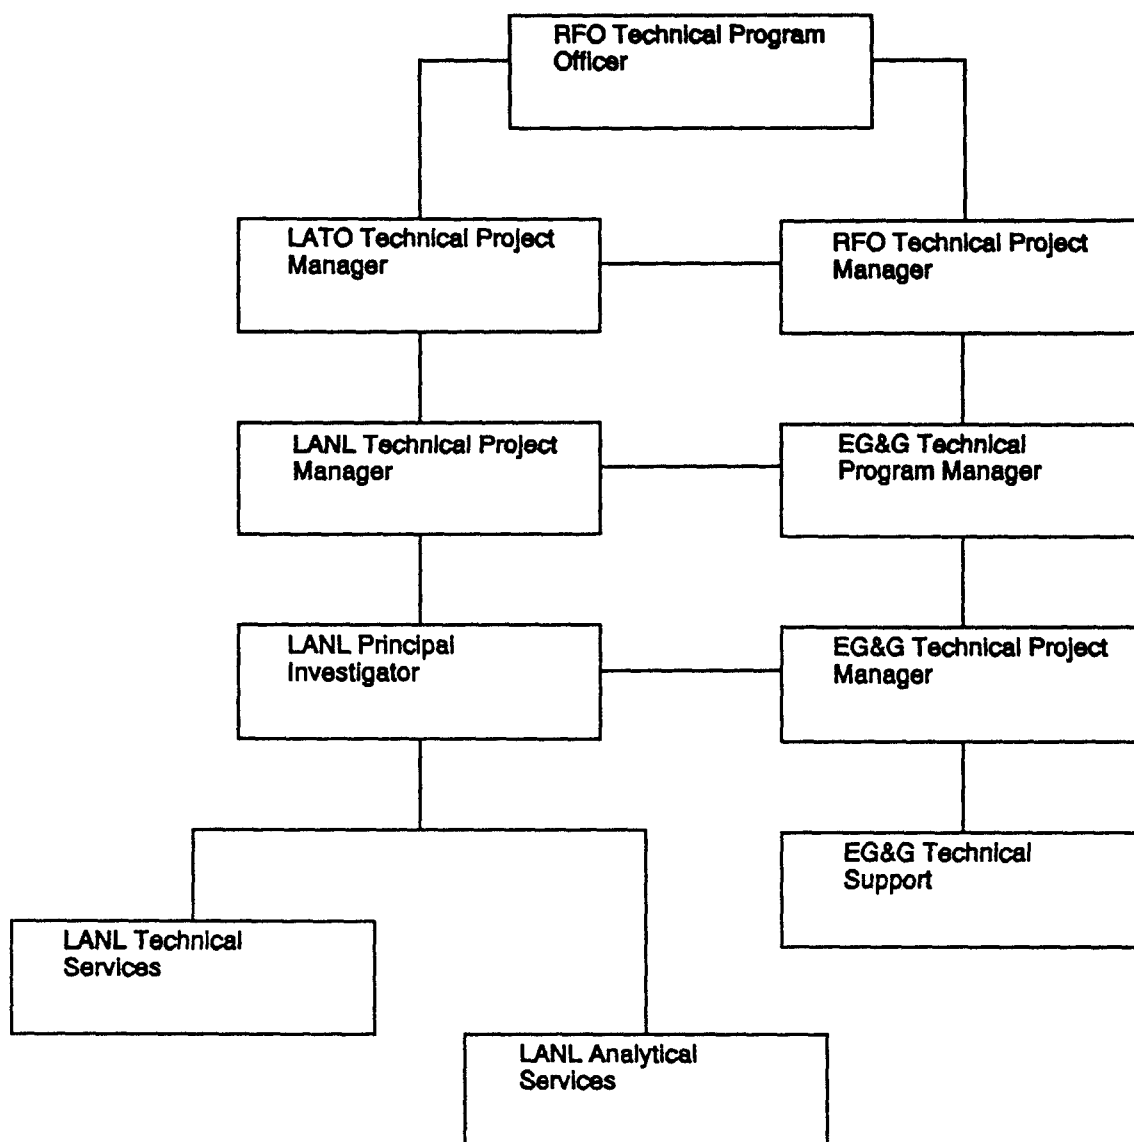 RFO Technical Program
Officer
LATO Technical Project
Manager
RFO Technical Project
Manager
LANL Technical Project
Manager
EG&G Technical
Program Manager
LANL Principal
Investigator
EG&G Technical Project
Manager
EG&G Technical
Support
LANL Technical
Services
LANL Analytical
Services